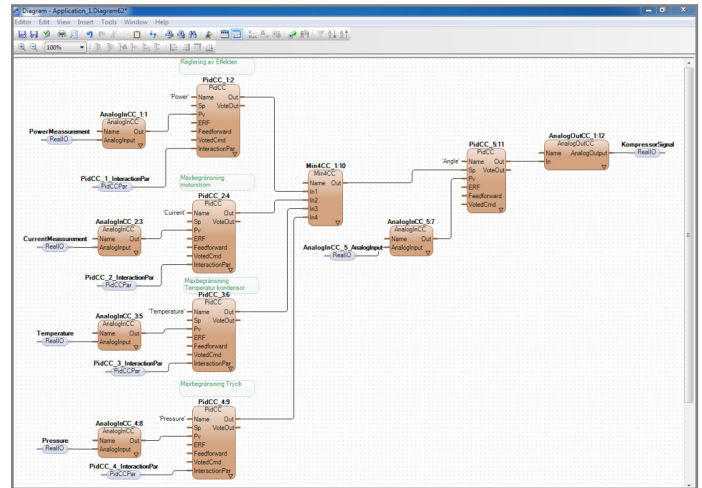 Diagram - Application_1.Diagram62*
Editor Edit View Insert Tools Window Help
100%
Reglering av Effekten
PidCC_1:2
PidCC
'Power' Name Out
Sp VoteOut
Pv
ERF
Feedforward
VotedCmd
InteractionPar
AnalogInCC_1:1
AnalogInCC
Name Out
AnalogInput
PowerMeassurement
RealIO
PidCC_1_InteractionPar
PidCCPar
Maxbegränsning
motorström
PidCC_2:4
PidCC
'Current' Name Out
Sp VoteOut
Pv
ERF
Feedforward
VotedCmd
InteractionPar
AnalogInCC_2:3
AnalogInCC
Name Out
AnalogInput
CurrentMeasurement
RealIO
PidCC_2_InteractionPar
PidCCPar
Maxbegränsning
Temperatur kondensor
PidCC_3:6
PidCC
'Temperature' Name Out
Sp VoteOut
Pv
ERF
Feedforward
VotedCmd
InteractionPar
AnalogInCC_3:5
AnalogInCC
Name Out
AnalogInput
Temperature
RealIO
PidCC_3_InteractionPar
PidCCPar
Maxbegränsning Tryck
PidCC_4:9
PidCC
'Pressure' Name Out
Sp VoteOut
Pv
ERF
Feedforward
VotedCmd
InteractionPar
AnalogInCC_4:8
AnalogInCC
Name Out
AnalogInput
Pressure
RealIO
PidCC_4_InteractionPar
PidCCPar
Min4CC_1:10
Min4CC
Name Out
In1
In2
In3
In4
AnalogInCC_5:7
AnalogInCC
Name Out
AnalogInput
AnalogInCC_5_AnalogInput
RealIO
PidCC_5:11
PidCC
'Angle' Name Out
Sp VoteOut
Pv
ERF
Feedforward
VotedCmd
AnalogOutCC_1:12
AnalogOutCC
Name AnalogOutput
In
KompressorSignal
RealIO